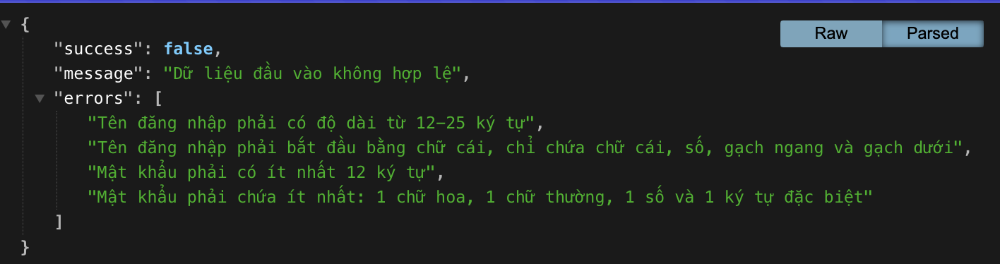 {
Raw Parsed
"success": false,
"message": "Dữ liệu đầu vào không hợp lệ",
"errors": [
"Tên đăng nhập phải có độ dài từ 12-25 ký tự",
"Tên đăng nhập phải bắt đầu bằng chữ cái, chỉ chứa chữ cái, số, gạch ngang và gạch dưới",
"Mật khẩu phải có ít nhất 12 ký tự",
"Mật khẩu phải chứa ít nhất: 1 chữ hoa, 1 chữ thường, 1 số và 1 ký tự đặc biệt"
]
}